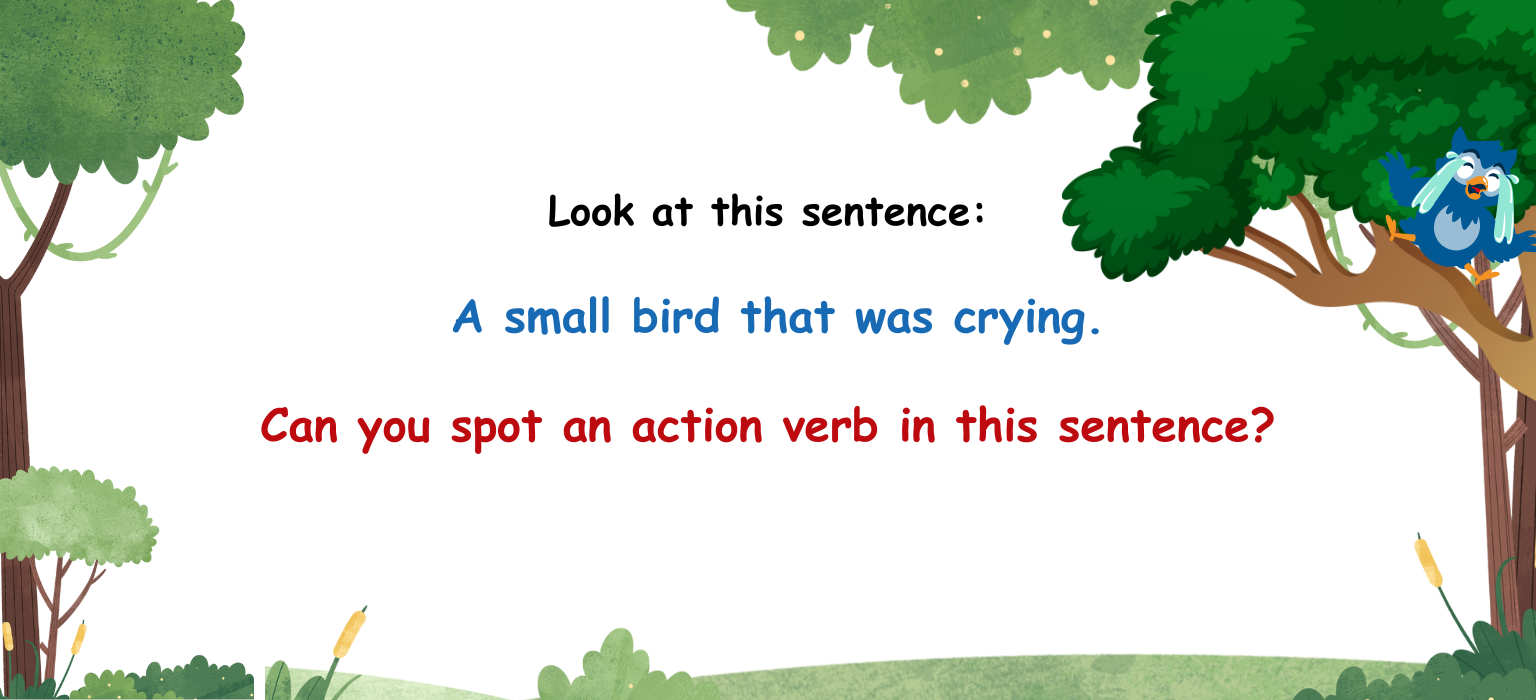 Look at this sentence:
A small bird that was crying.
Can you spot an action verb in this sentence?